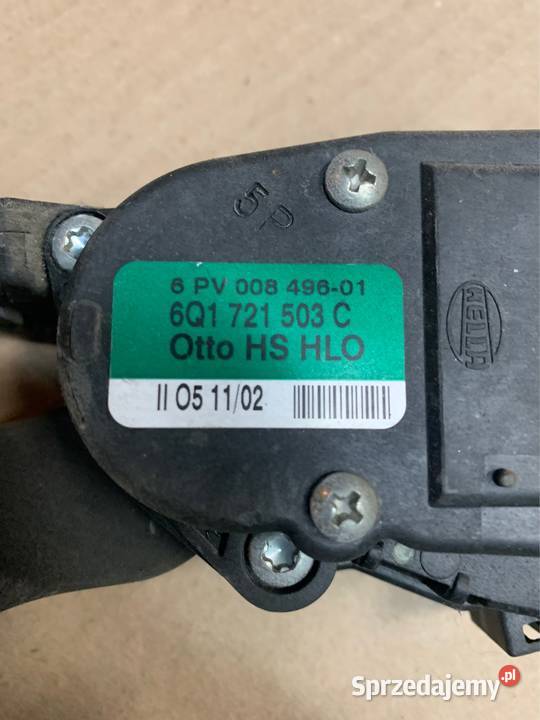 5P
6 PV 008 496-01
6Q1 721 503 C
Otto HS HLO
II O5 11/02
HELLA
Sprzedajemy.pl